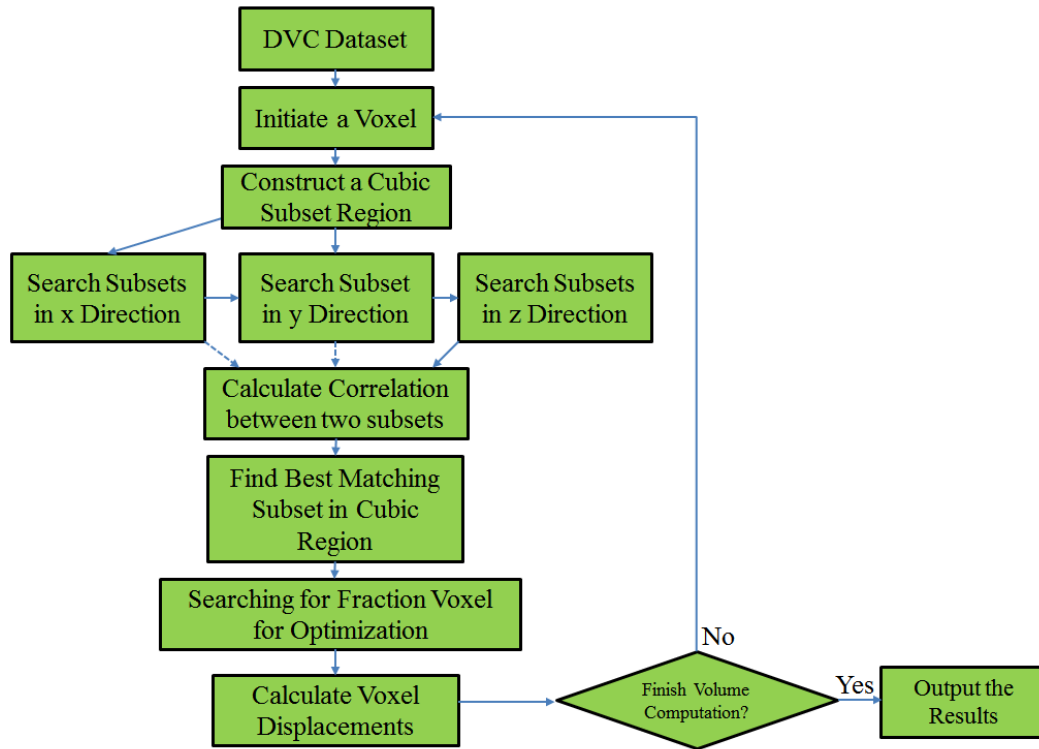 DVC Dataset
Initiate a Voxel
Construct a Cubic
Subset Region
Search Subsets
in x Direction
Search Subset
in y Direction
Search Subsets
in z Direction
Calculate Correlation
between two subsets
Find Best Matching
Subset in Cubic
Region
Searching for Fraction Voxel
for Optimization
Calculate Voxel
Displacements
Finish Volume
Computation?
No
Yes
Output the
Results